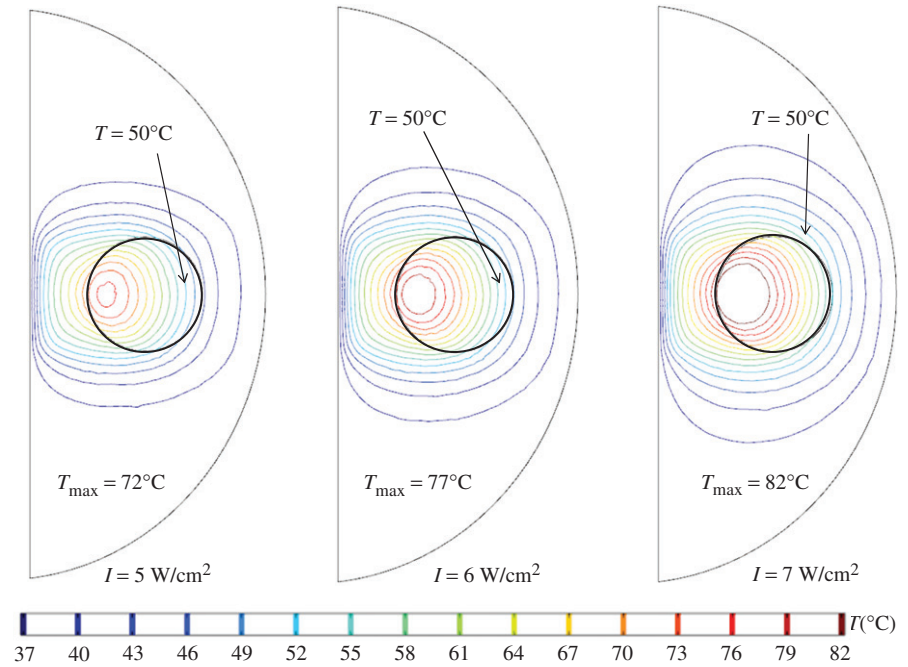 T = 50°C
T = 50°C
T = 50°C
Tmax = 72°C
Tmax = 77°C
Tmax = 82°C
I = 5 W/cm²
I = 6 W/cm²
I = 7 W/cm²
T(°C)
37 40 43 46 49 52 55 58 61 64 67 70 73 76 79 82